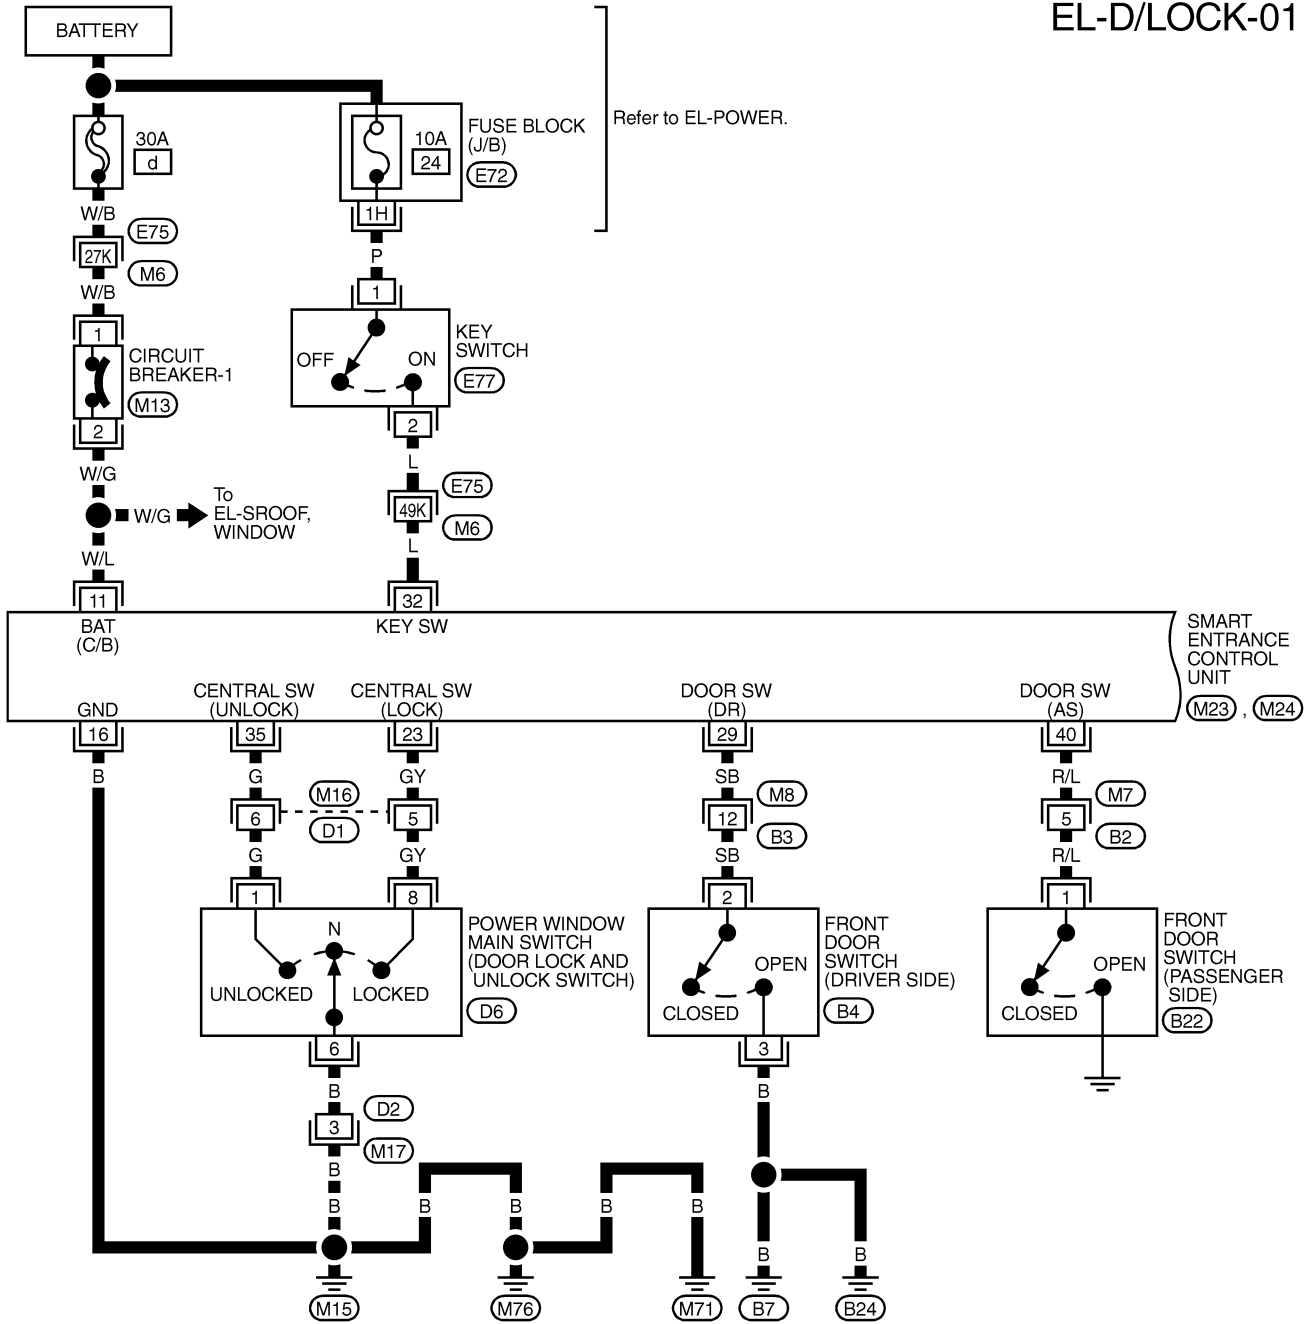 EL-D/LOCK-01
BATTERY
30A
d
10A
24
FUSE BLOCK
(J/B)
E72
Refer to EL-POWER.
W/B
1H
E75
27K
M6
P
W/B
1
1
CIRCUIT
BREAKER-1
M13
2
KEY
SWITCH
E77
OFF
ON
2
W/G
L
W/G
To
EL-SROOF,
WINDOW
E75
49K
M6
W/L
L
11
32
BAT
(C/B)
KEY SW
SMART
ENTRANCE
CONTROL
UNIT
M23 , M24
GND
CENTRAL SW
(UNLOCK)
CENTRAL SW
(LOCK)
DOOR SW
(DR)
DOOR SW
(AS)
16
35
23
29
40
B
G
GY
SB
R/L
M16
M8
M7
6
5
12
5
D1
B3
B2
G
GY
SB
R/L
1
8
2
1
N
UNLOCKED
LOCKED
POWER WINDOW
MAIN SWITCH
(DOOR LOCK AND
UNLOCK SWITCH)
D6
OPEN
CLOSED
FRONT
DOOR
SWITCH
(DRIVER SIDE)
B4
OPEN
CLOSED
FRONT
DOOR
SWITCH
(PASSENGER
SIDE)
B22
6
3
B
B
D2
3
M17
B
B
B
B
B
B
B
B
M15
M76
M71
B7
B24